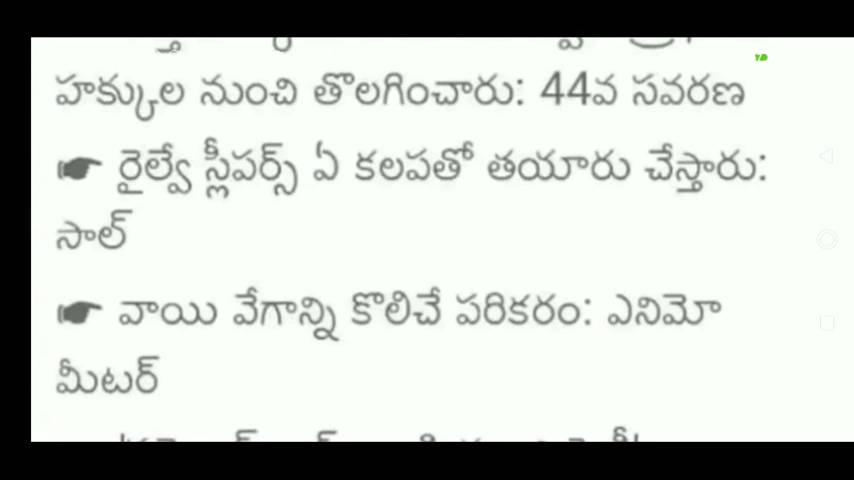 హక్కుల నుంచి తొలగించారు: 44వ సవరణ
☛ రైల్వే స్లీపర్స్ ఏ కలపతో తయారు చేస్తారు:
సాల్
☛ వాయి వేగాన్ని కొలిచే పరికరం: ఎనిమో
మీటర్